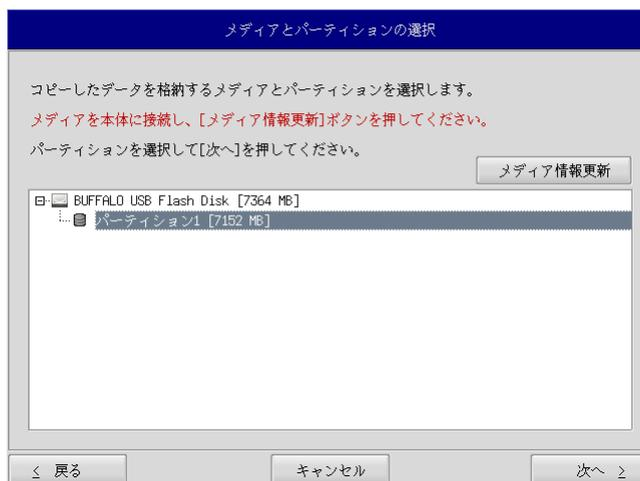 メディアとパーティションの選択
コピーしたデータを格納するメディアとパーティションを選択します。
メディアを本体に接続し、[メディア情報更新]ボタンを押してください。
パーティションを選択して[次へ]を押してください。
メディア情報更新
BUFFALO USB Flash Disk [7364 MB]
パーティション1 [7152 MB]
≤ 戻る
キャンセル
次へ ≥